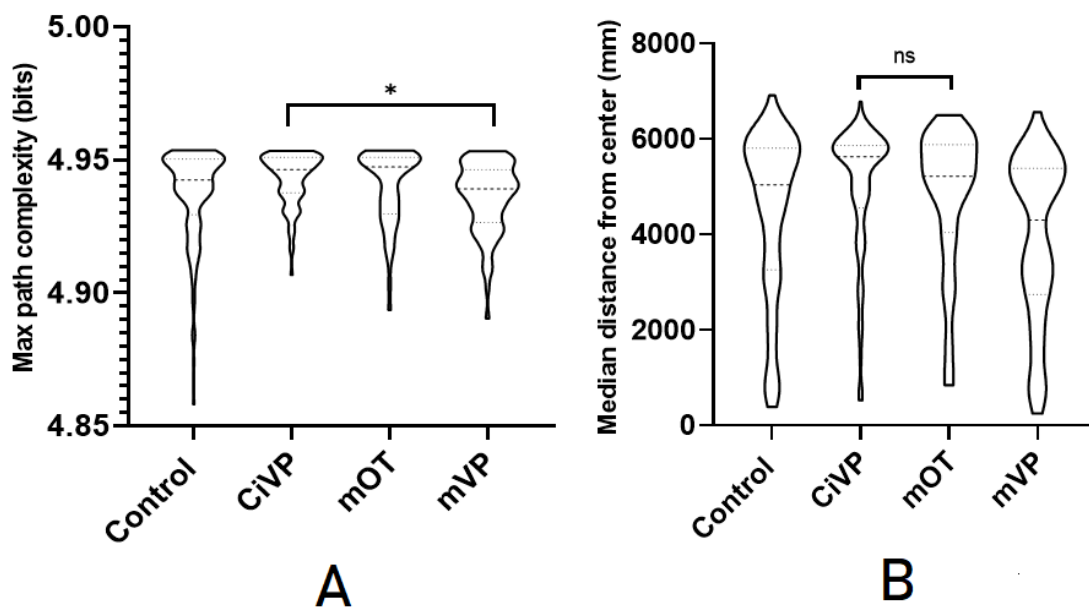 Max path complexity (bits)
5.00
4.95
4.90
4.85
*
Control
CiVP
mOT
mVP
A
Median distance from center (mm)
8000
6000
4000
2000
0
ns
Control
CiVP
mOT
mVP
B